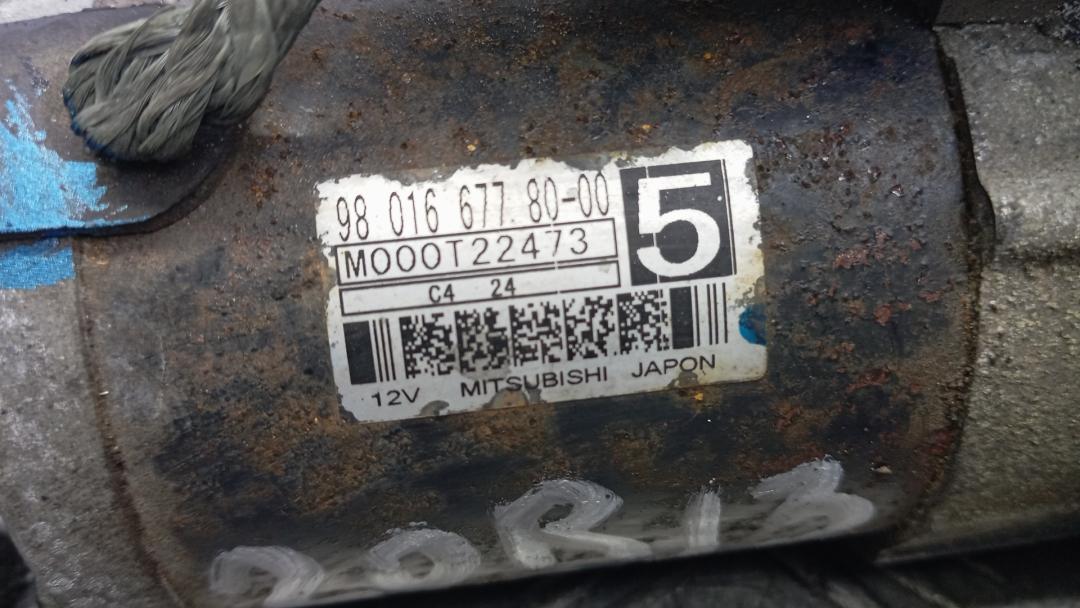 98 016 677 80-00
5
M000T22473
C4 24
12V MITSUBISHI JAPON